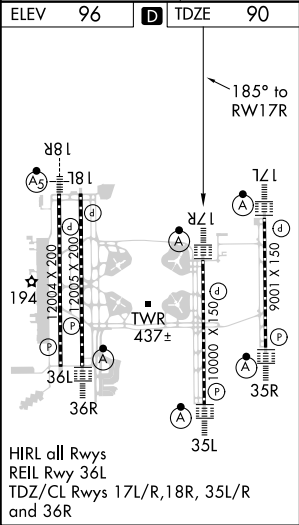 ELEV 96 D TDZE 90
185° to
RW17R
18R
A5
18L
17L
A
P
17R
P
A
P
12004 X 200
12005 X 200
194
TWR
437±
10000 X 150
9001 X 150
P
P
P
A
A
36L
36R
35R
A
35L
HIRL all Rwys
REIL Rwy 36L
TDZ/CL Rwys 17L/R,18R, 35L/R
and 36R